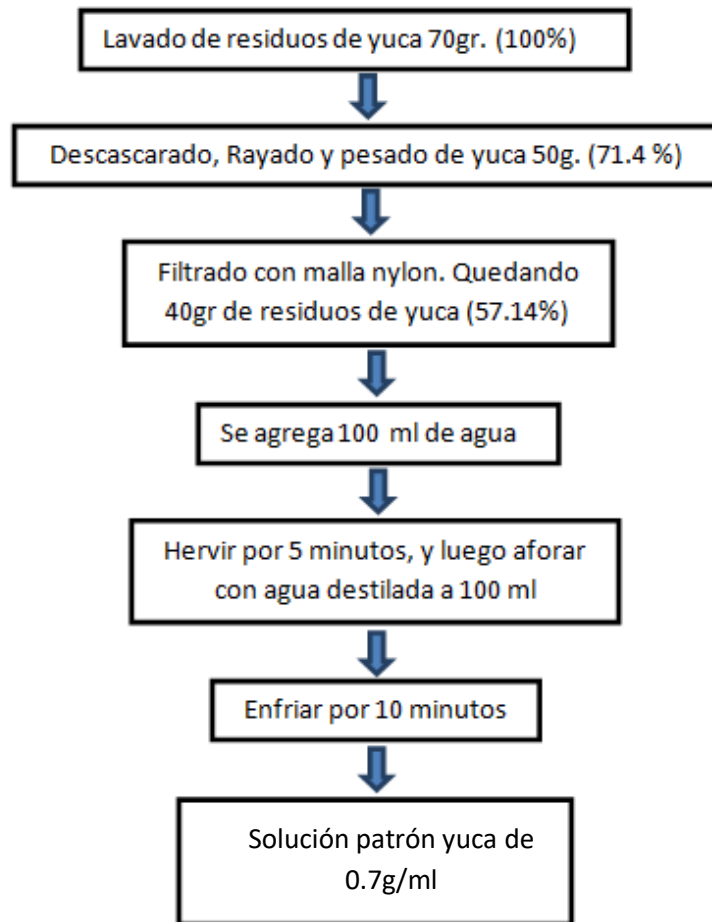 Lavado de residuos de yuca 70gr. (100%)
Descascarado, Rayado y pesado de yuca 50g. (71.4 %)
Filtrado con malla nylon. Quedando
40gr de residuos de yuca (57.14%)
Se agrega 100 ml de agua
Hervir por 5 minutos, y luego aforar
con agua destilada a 100 ml
Enfriar por 10 minutos
Solución patrón yuca de
0.7g/ml